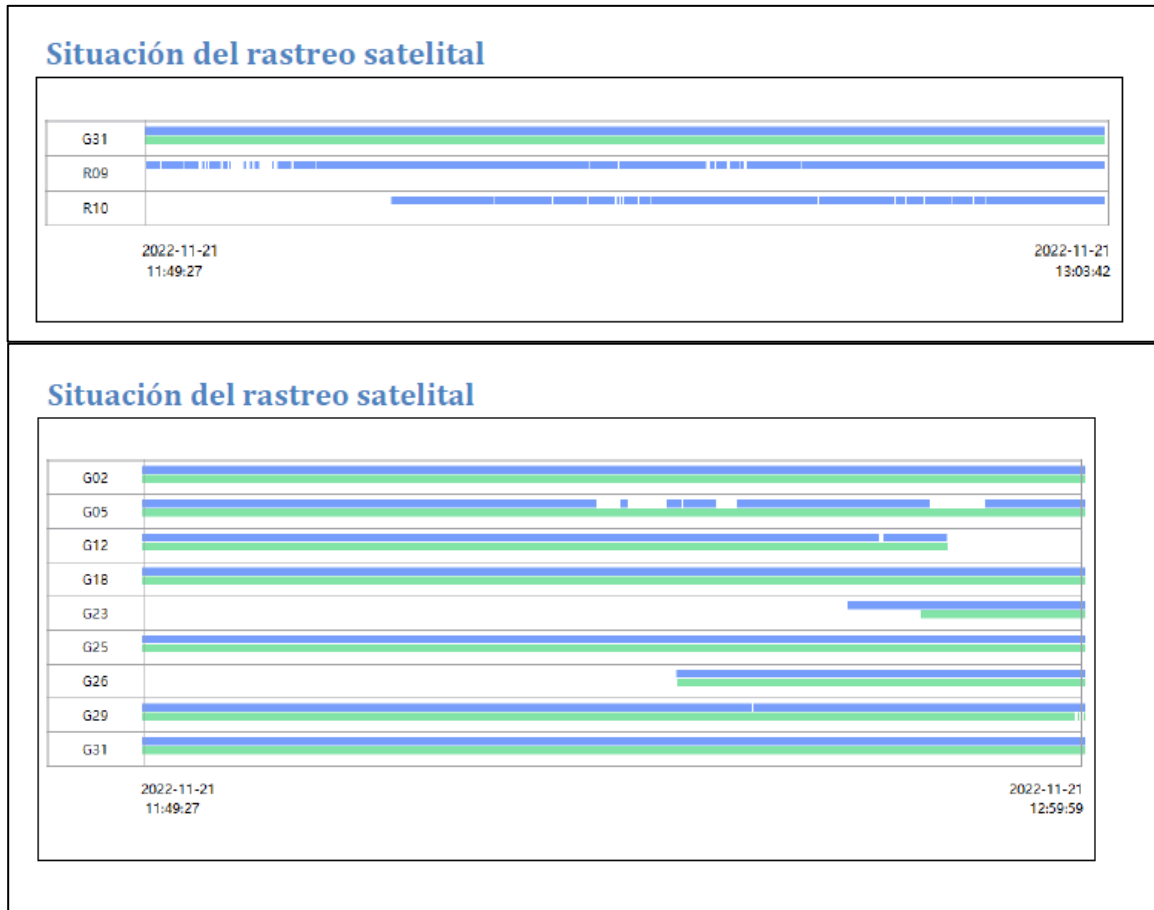 Situación del rastreo satelital
G31
R09
R10
2022-11-21 2022-11-21
11:49:27 13:03:42
Situación del rastreo satelital
G02
G05
G12
G18
G23
G25
G26
G29
G31
2022-11-21 2022-11-21
11:49:27 12:59:59